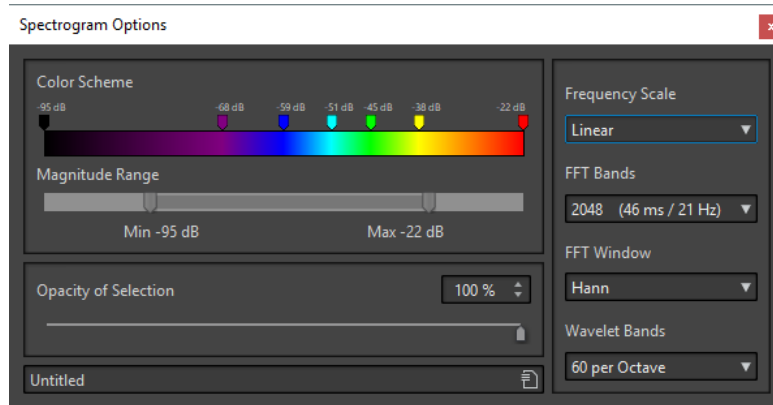 Spectrogram Options
Color Scheme
-95 dB -68 dB -59 dB -51 dB -45 dB -38 dB -22 dB
Magnitude Range
Min -95 dB Max -22 dB
Opacity of Selection 100 %
Untitled
Frequency Scale
Linear
FFT Bands
2048 (46 ms / 21 Hz)
FFT Window
Hann
Wavelet Bands
60 per Octave